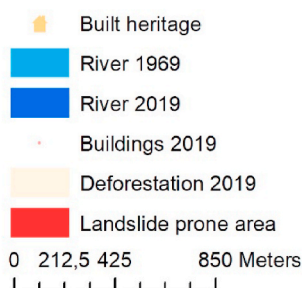 Built heritage
River 1969
River 2019
Buildings 2019
Deforestation 2019
Landslide prone area
0 212,5 425 850 Meters